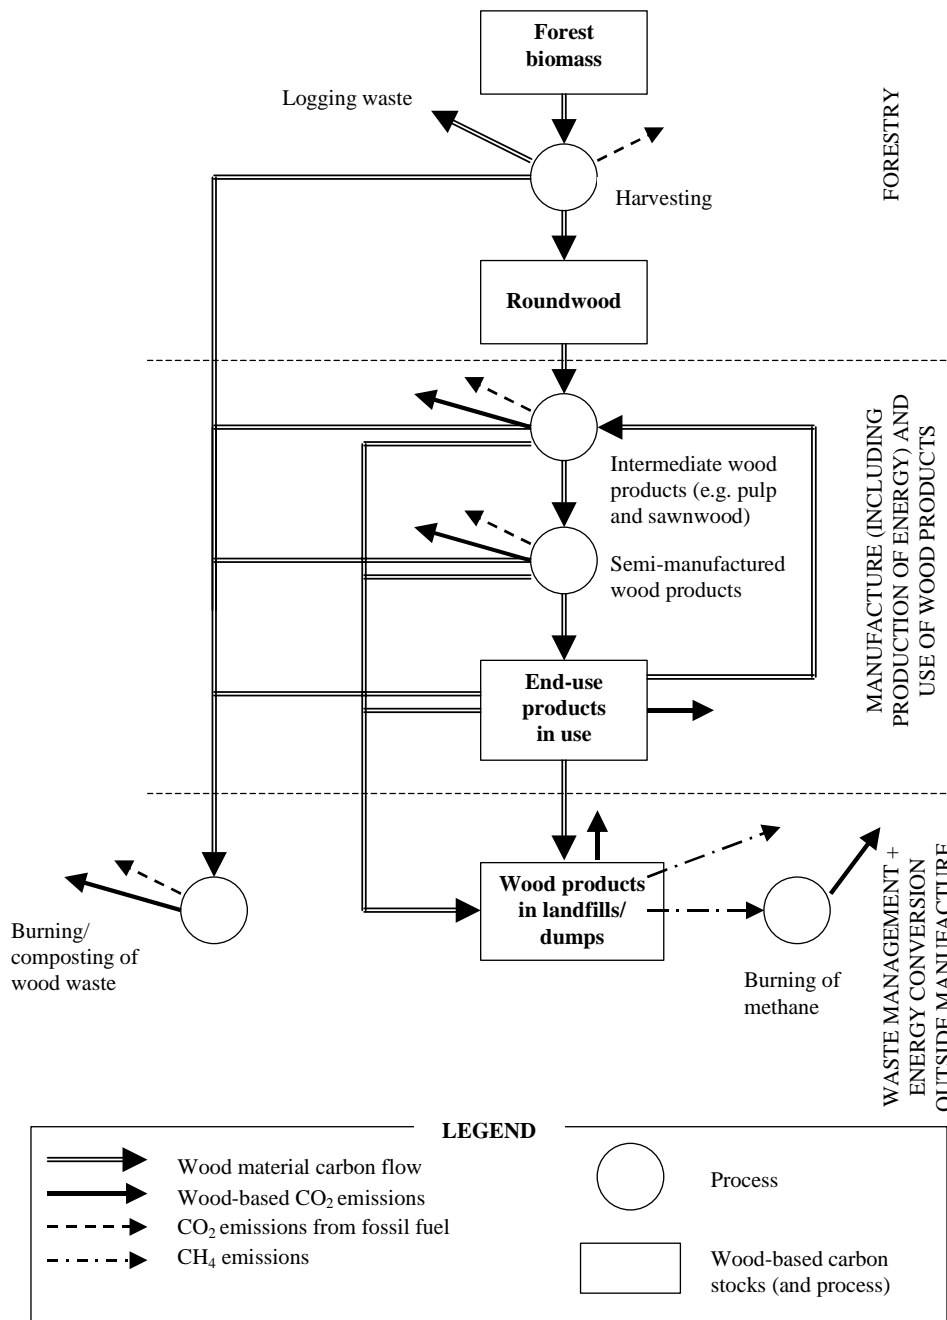 Forest
biomass
Logging waste
Harvesting
FORESTRY
Roundwood
Intermediate wood
products (e.g. pulp
and sawnwood)
Semi-manufactured
wood products
MANUFACTURE (INCLUDING
PRODUCTION OF ENERGY) AND
USE OF WOOD PRODUCTS
End-use
products
in use
Wood products
in landfills/
dumps
Burning/
composting of
wood waste
Burning of
methane
WASTE MANAGEMENT +
ENERGY CONVERSION
OUTSIDE MANUFACTURE
LEGEND
Wood material carbon flow
Wood-based CO₂ emissions
CO₂ emissions from fossil fuel
CH₄ emissions
Process
Wood-based carbon
stocks (and process)